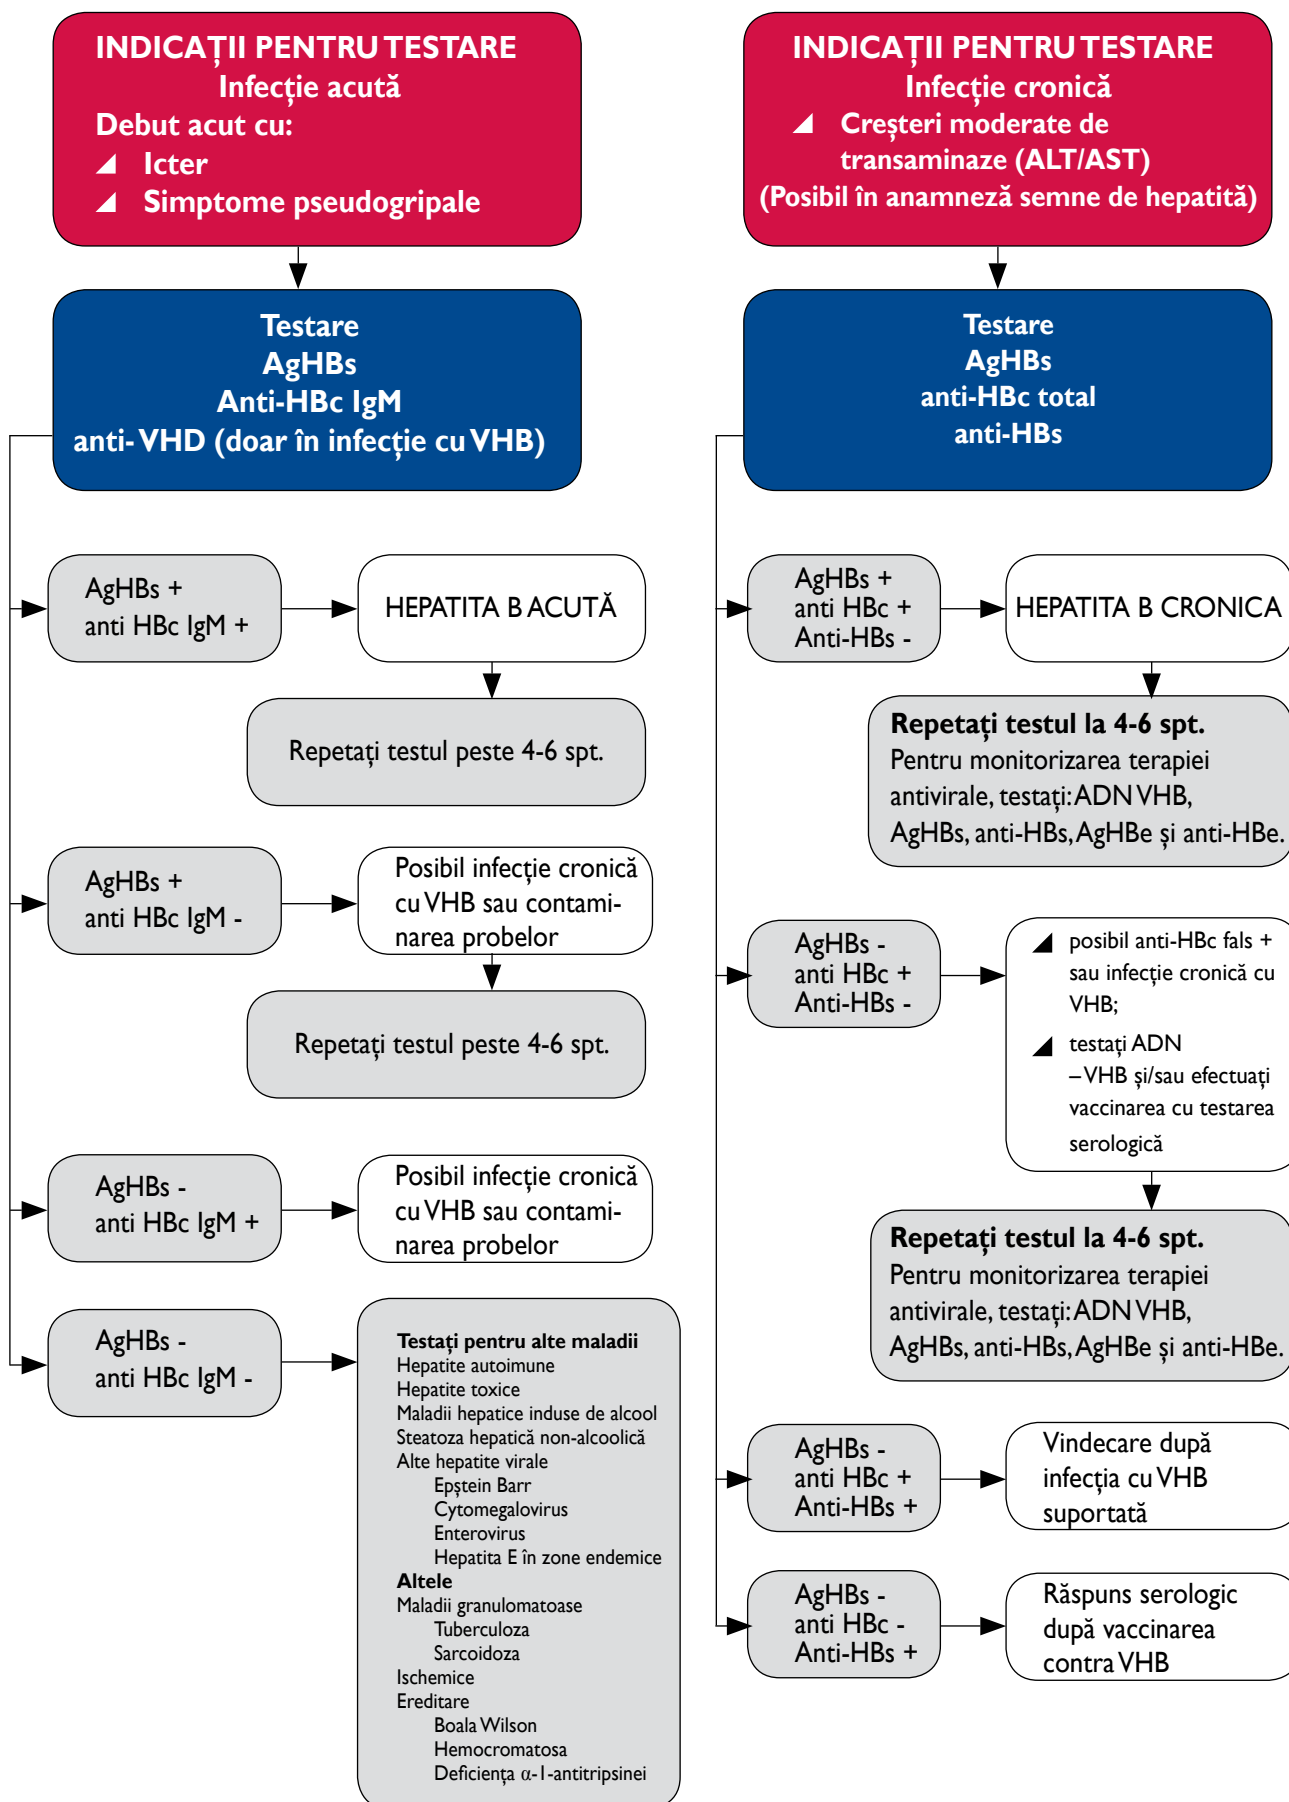 INDICAȚII PENTRU TESTARE
Infecție acută
Debut acut cu:
Icter
Simptome pseudogripale
Testare
AgHBs
Anti-HBc IgM
anti- VHD (doar în infecție cu VHB)
AgHBs +
anti HBc IgM +
HEPATITA B ACUTĂ
Repetați testul peste 4-6 spt.
AgHBs +
anti HBc IgM -
Posibil infecție cronică
cu VHB sau contami-
narea probelor
Repetați testul peste 4-6 spt.
AgHBs -
anti HBc IgM +
Posibil infecție cronică
cu VHB sau contami-
narea probelor
AgHBs -
anti HBc IgM -
Testați pentru alte maladii
Hepatite autoimune
Hepatite toxice
Maladii hepatice induse de alcool
Steatoza hepatică non-alcoolică
Alte hepatite virale
Epștein Barr
Cytomegalovirus
Enterovirus
Hepatita E în zone endemice
Altele
Maladii granulomatoase
Tuberculoza
Sarcoidoza
Ischemice
Ereditare
Boala Wilson
Hemocromatosa
Deficiența α-1-antitripsinei
INDICAȚII PENTRU TESTARE
Infecție cronică
Creșteri moderate de
transaminaze (ALT/AST)
(Posibil în anamneză semne de hepatită)
Testare
AgHBs
anti-HBc total
anti-HBs
AgHBs +
anti HBc +
Anti-HBs -
HEPATITA B CRONICA
Repetați testul la 4-6 spt.
Pentru monitorizarea terapiei
antivirale, testați: ADN VHB,
AgHBs, anti-HBs, AgHBe și anti-HBe.
AgHBs -
anti HBc +
Anti-HBs -
posibil anti-HBc fals +
sau infecție cronică cu
VHB;
testați ADN
– VHB și/sau efectuați
vaccinarea cu testarea
serologică
Repetați testul la 4-6 spt.
Pentru monitorizarea terapiei
antivirale, testați: ADN VHB,
AgHBs, anti-HBs, AgHBe și anti-HBe.
AgHBs -
anti HBc +
Anti-HBs +
Vindecare după
infecția cu VHB
suportată
AgHBs -
anti HBc -
Anti-HBs +
Răspuns serologic
după vaccinarea
contra VHB